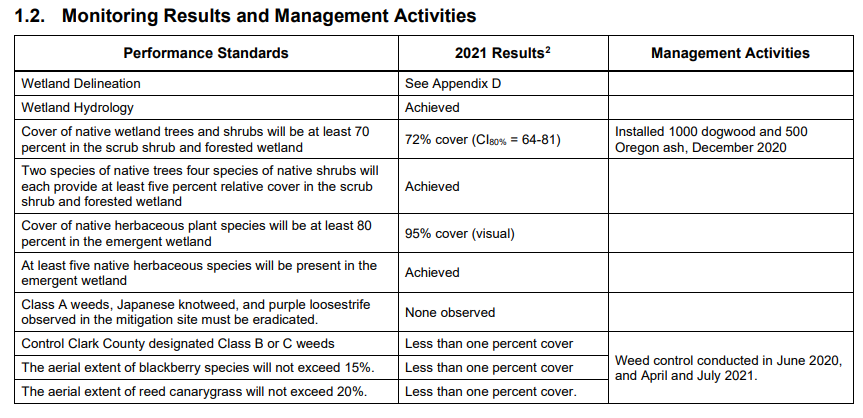 1.2. Monitoring Results and Management Activities
Performance Standards
2021 Results2
Management Activities
Wetland Delineation
See Appendix D
Wetland Hydrology
Achieved
Cover of native wetland trees and shrubs will be at least 70
percent in the scrub shrub and forested wetland
72% cover (CI80% = 64-81)
Installed 1000 dogwood and 500
Oregon ash, December 2020
Two species of native trees four species of native shrubs will
each provide at least five percent relative cover in the scrub
shrub and forested wetland
Achieved
Cover of native herbaceous plant species will be at least 80
percent in the emergent wetland
95% cover (visual)
At least five native herbaceous species will be present in the
emergent wetland
Achieved
Class A weeds, Japanese knotweed, and purple loosestrife
observed in the mitigation site must be eradicated.
None observed
Control Clark County designated Class B or C weeds
Less than one percent cover
The aerial extent of blackberry species will not exceed 15%.
Less than one percent cover
The aerial extent of reed canarygrass will not exceed 20%.
Less than one percent cover.
Weed control conducted in June 2020,
and April and July 2021.